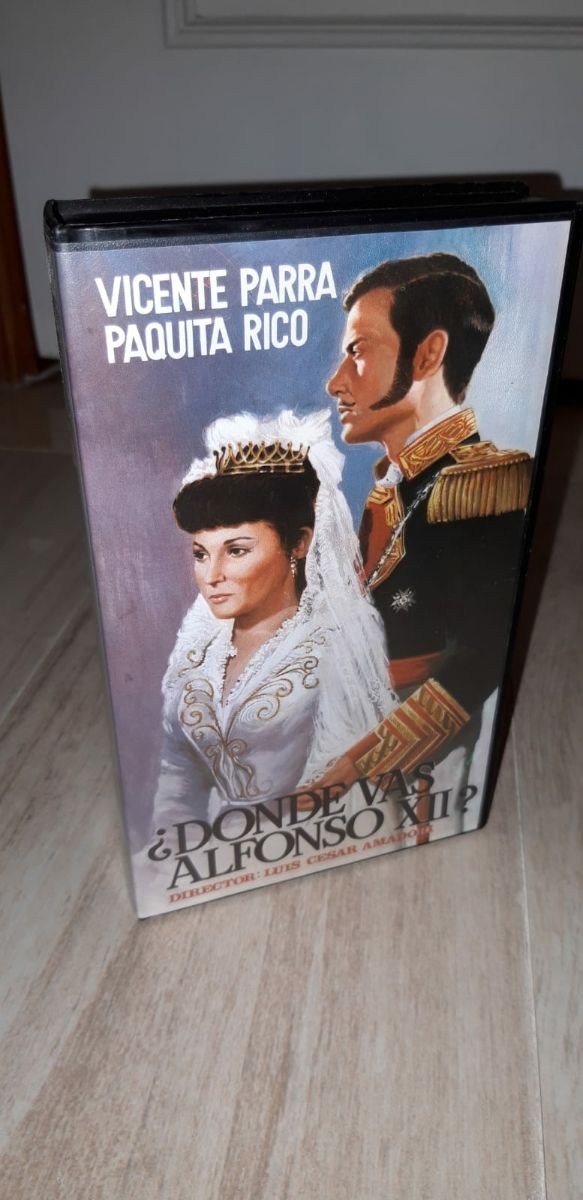 VICENTE PARRA
PAQUITA RICO
¿DONDE VAS
ALFONSO XII?
DIRECTOR: LUIS CESAR AMADORI